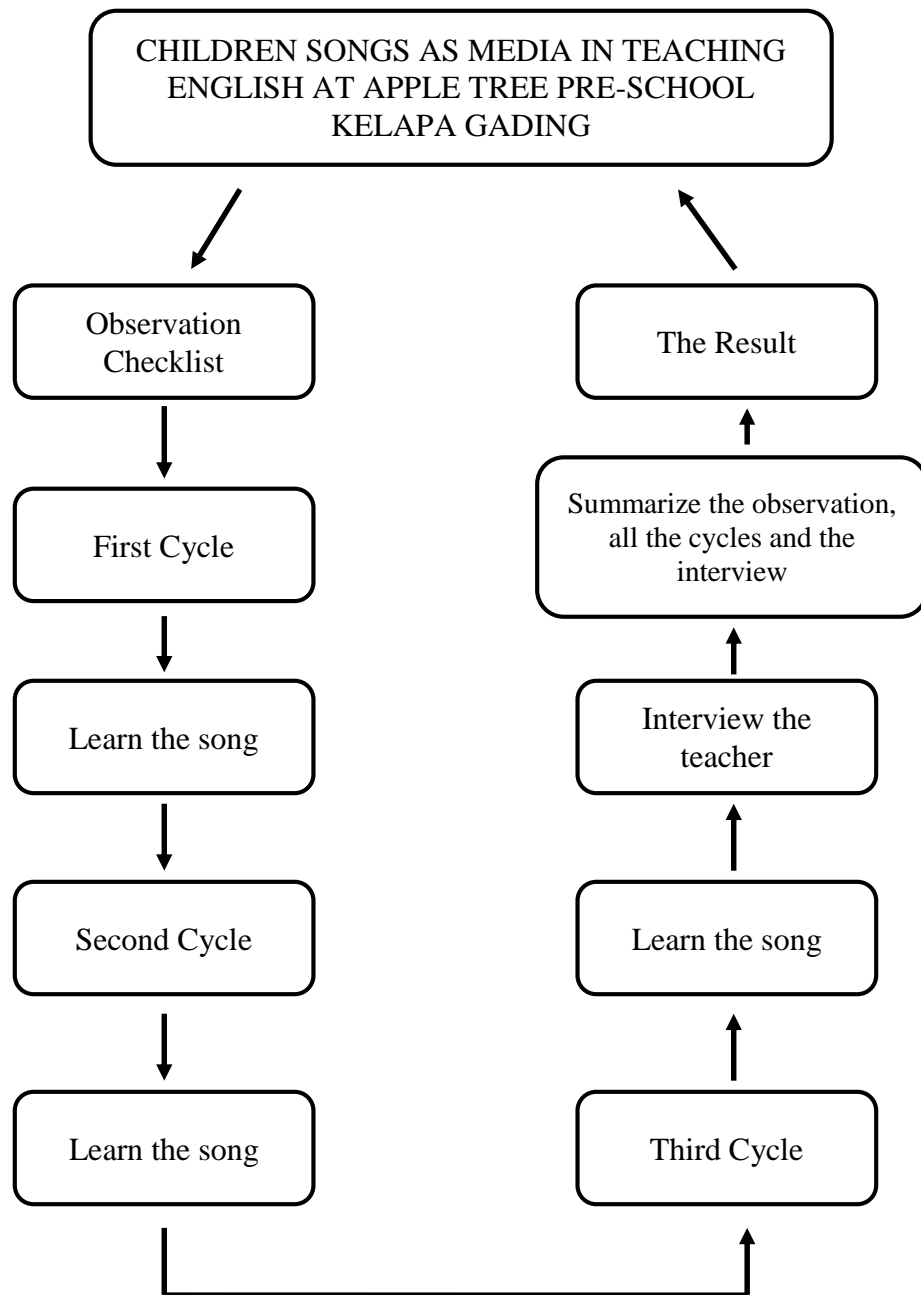 CHILDREN SONGS AS MEDIA IN TEACHING
ENGLISH AT APPLE TREE PRE-SCHOOL
KELAPA GADING
Observation
Checklist
First Cycle
Learn the song
Second Cycle
Learn the song
Third Cycle
Learn the song
Interview the
teacher
Summarize the observation,
all the cycles and the
interview
The Result